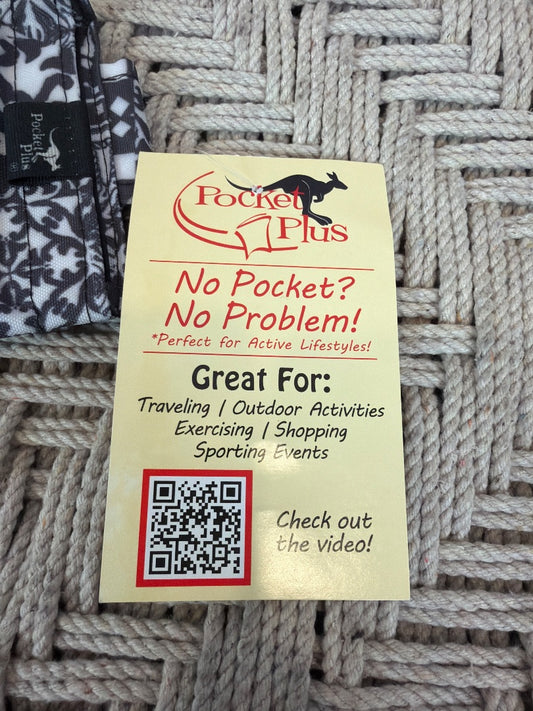 Pocket
Plus
Pocket
Plus
No Pocket?
No Problem!
*Perfect for Active Lifestyles!
Great For:
Traveling / Outdoor Activities
Exercising / Shopping
Sporting Events
Check out
the video!